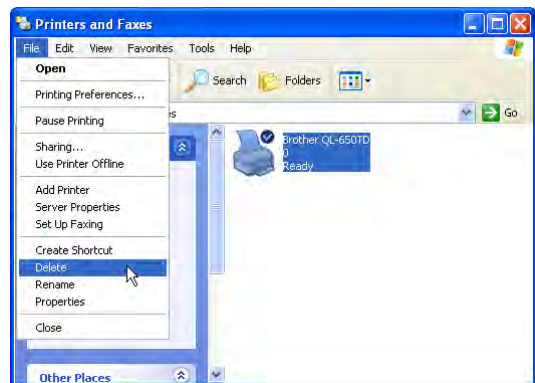 Printers and Faxes
File Edit View Favorites Tools Help
Open
Search Folders
Printing Preferences...
Pause Printing
es
Go
Sharing...
Use Printer Offline
Brother QL-650TD
0
Ready
Add Printer
Server Properties
Set Up Faxing
Create Shortcut
Delete
Rename
Properties
Close
Other Places